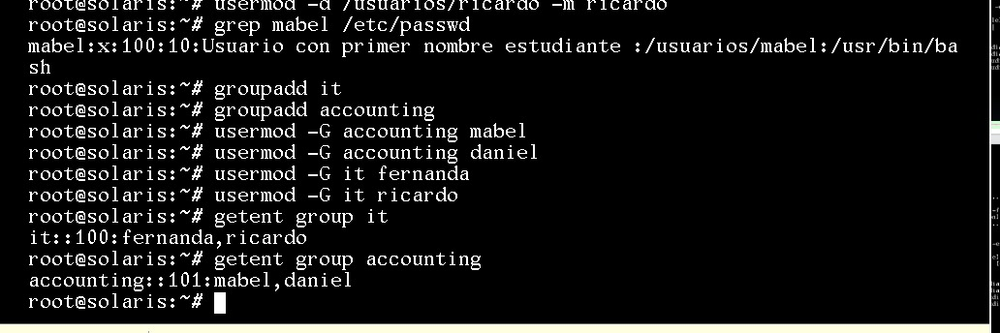 root@solaris:~# usermod -d /usuarios/ricardo -m ricardo
root@solaris:~# grep mabel /etc/passwd
mabel:x:100:10:Usuario con primer nombre estudiante :/usuarios/mabel:/usr/bin/ba
sh
root@solaris:~# groupadd it
root@solaris:~# groupadd accounting
root@solaris:~# usermod -G accounting mabel
root@solaris:~# usermod -G accounting daniel
root@solaris:~# usermod -G it fernanda
root@solaris:~# usermod -G it ricardo
root@solaris:~# getent group it
it::100:fernanda,ricardo
root@solaris:~# getent group accounting
accounting::101:mabel,daniel
root@solaris:~#